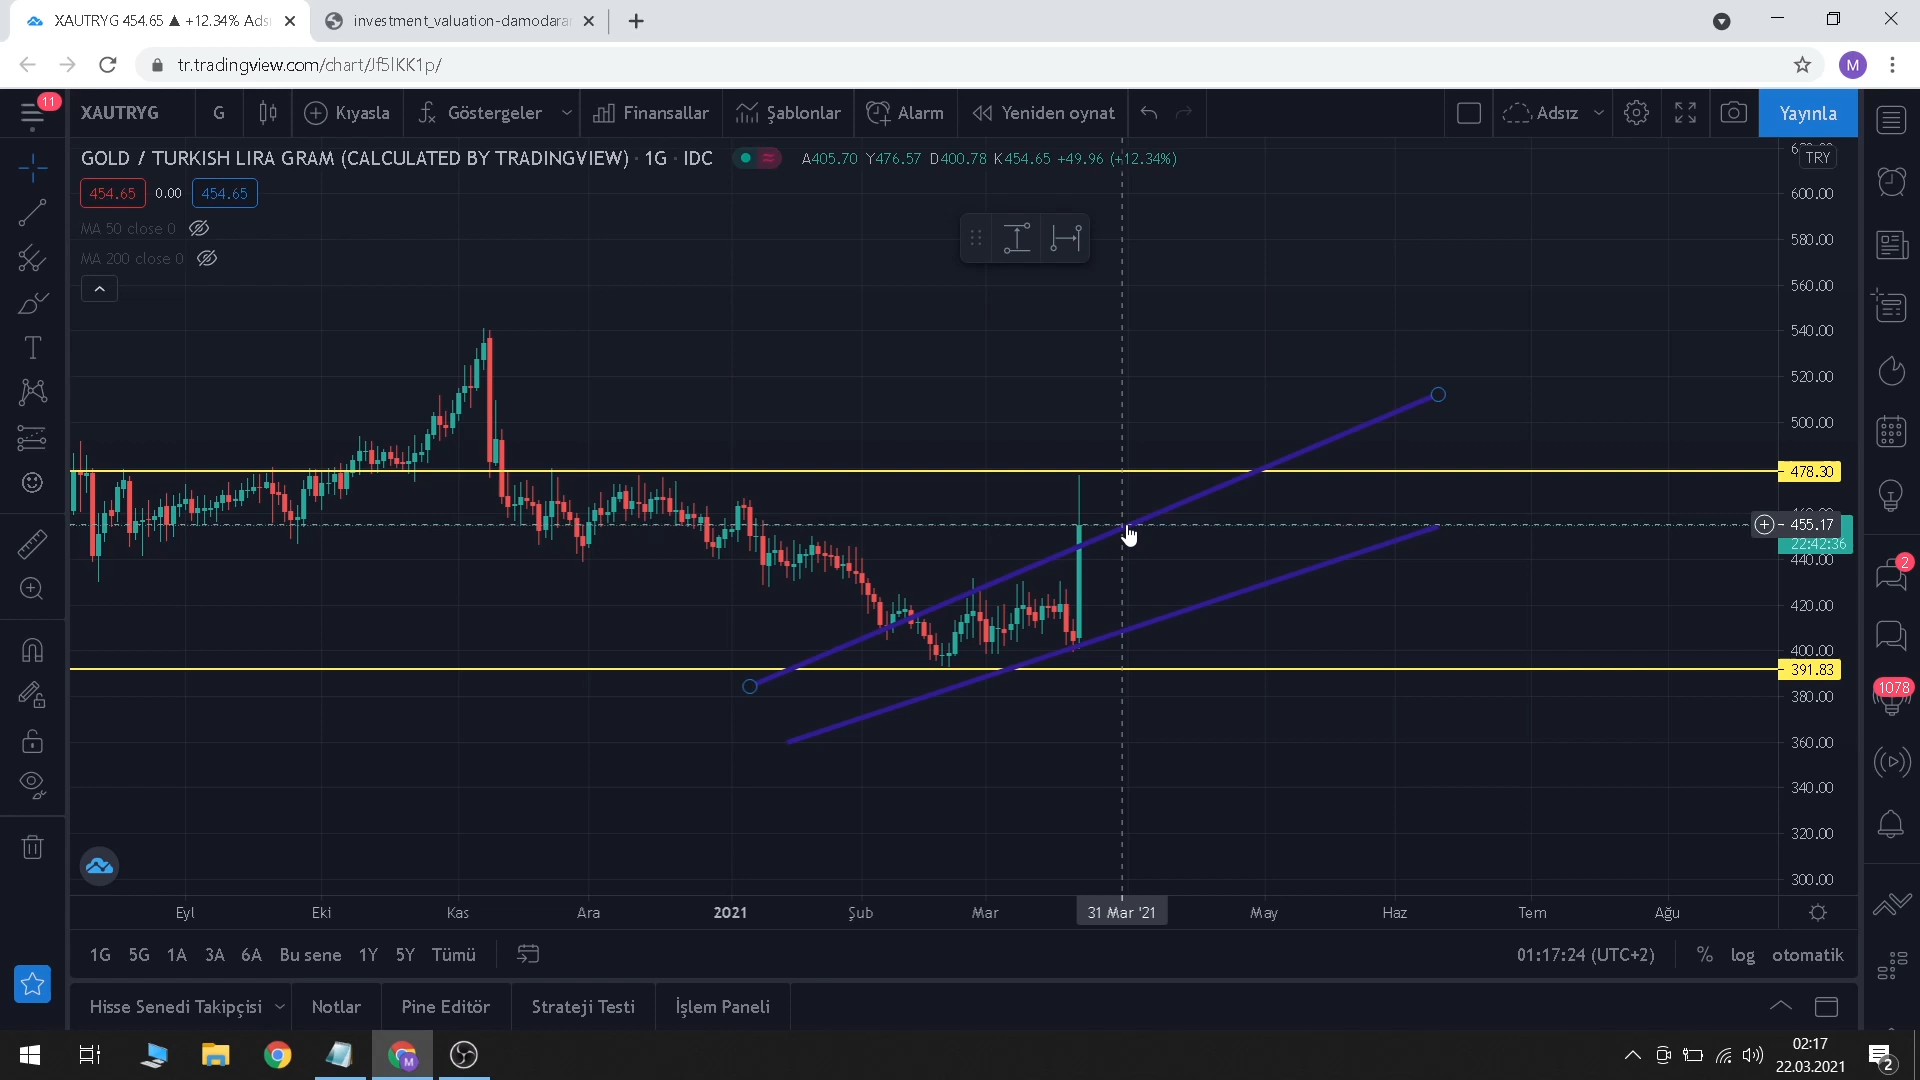 XAUTRYG 454.65 ▲ +12.34% Adsı
investment_valuation-damodaran
tr.tradingview.com/chart/Jf5lKK1p/
M
11
XAUTRYG
G
Kıyasla
Göstergeler
Finansallar
Şablonlar
Alarm
Yeniden oynat
Adsız
Yayınla
GOLD / TURKISH LIRA GRAM (CALCULATED BY TRADINGVIEW) · 1G · IDC
A405.70 Y476.57 D400.78 K454.65 +49.96 (+12.34%)
TRY
454.65 0.00 454.65
MA 50 close 0
MA 200 close 0
600.00
580.00
560.00
540.00
520.00
500.00
478.30
455.17
22:42:36
440.00
420.00
400.00
391.83
380.00
360.00
340.00
320.00
300.00
2
1078
Eyl Eki Kas Ara 2021 Şub Mar 31 Mar '21 May Haz Tem Ağu
1G 5G 1A 3A 6A Bu sene 1Y 5Y Tümü
01:17:24 (UTC+2)
% log otomatik
Hisse Senedi Takipçisi Notlar Pine Editör Strateji Testi İşlem Paneli
M
02:17
22.03.2021
2